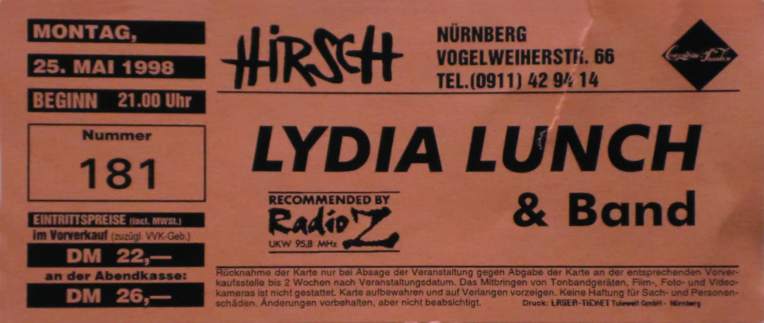 MONTAG,
25. MAI 1998
BEGINN 21.00 Uhr
Nummer
181
EINTRITTSPREISE (incl. MWSt.)
im Vorverkauf (zuzügl. VVK-Geb.)
DM 22,—
an der Abendkasse:
DM 26,—
HiRSCH
NÜRNBERG
VOGELWEIHERSTR. 66
TEL.(0911) 42 94 14
LYDIA LUNCH
& Band
RECOMMENDED BY
Radio Z
UKW 95,8 MHz
Rücknahme der Karte nur bei Absage der Veranstaltung gegen Abgabe der Karte an der entsprechenden Vorver-
kaufsstelle bis 2 Wochen nach Veranstaltungsdatum. Das Mitbringen von Tonbandgeräten, Film-, Foto- und Video-
kameras ist nicht gestattet. Karte aufbewahren und auf Verlangen vorzeigen. Keine Haftung für Sach- und Personen-
schäden. Änderungen vorbehalten, aber nicht beabsichtigt. Druck: LASER-TICKET Tulewelt GmbH - Nürnberg